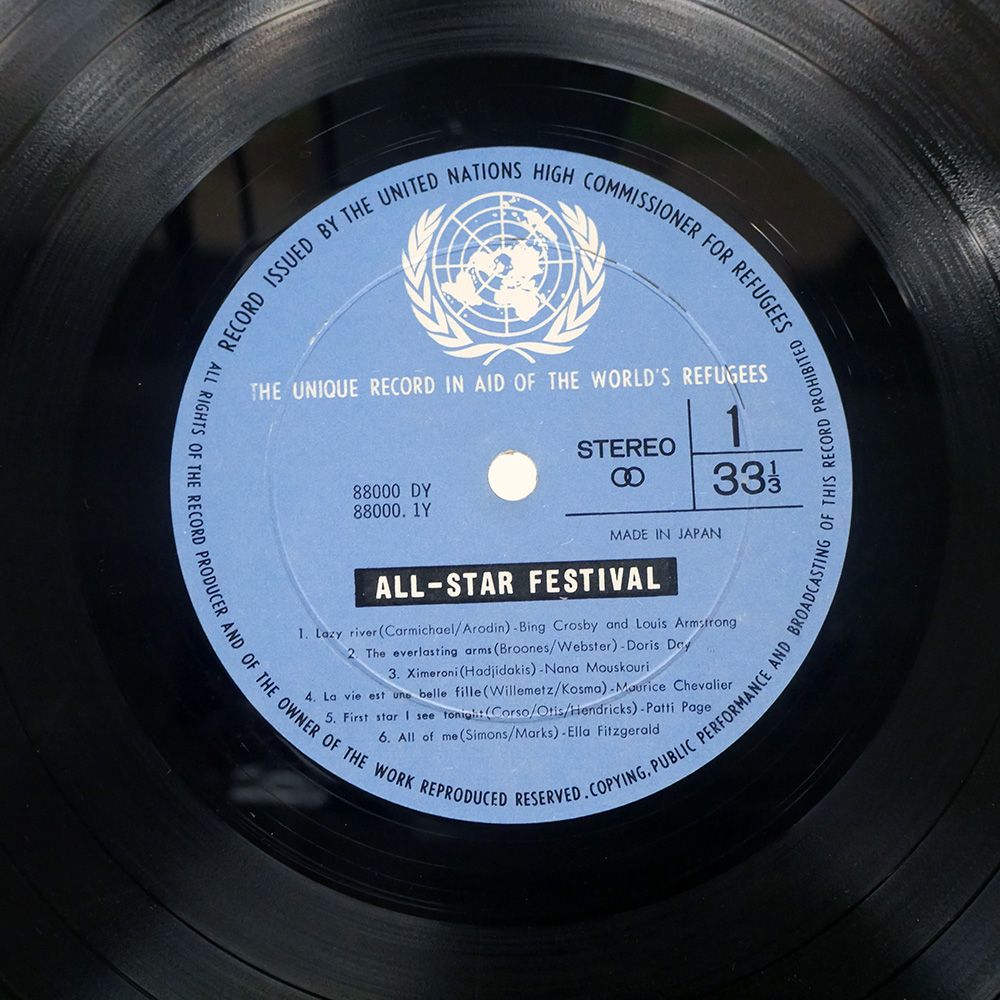 RECORD ISSUED BY THE UNITED NATIONS HIGH COMMISSIONER FOR REFUGEES
THE UNIQUE RECORD IN AID OF THE WORLD'S REFUGEES
STEREO
1
33 1/3
88000 DY
88000. 1Y
MADE IN JAPAN
ALL-STAR FESTIVAL
1. Lazy river(Carmichael/Arodin)-Bing Crosby and Louis Armstrong
2. The everlasting arms(Broones/Webster)-Doris Day
3. Ximeroni(Hadjidakis)-Nana Mouskouri
4. La vie est une belle fille(Willemetz/Kosma)-Maurice Chevalier
5. First star I see tonight(Corso/Otis/Hendricks)-Patti Page
6. All of me(Simons/Marks)-Ella Fitzgerald
ALL RIGHTS OF THE RECORD PRODUCER AND OF THE OWNER OF THE WORK REPRODUCED RESERVED. COPYING, PUBLIC PERFORMANCE AND BROADCASTING OF THIS RECORD PROHIBITED